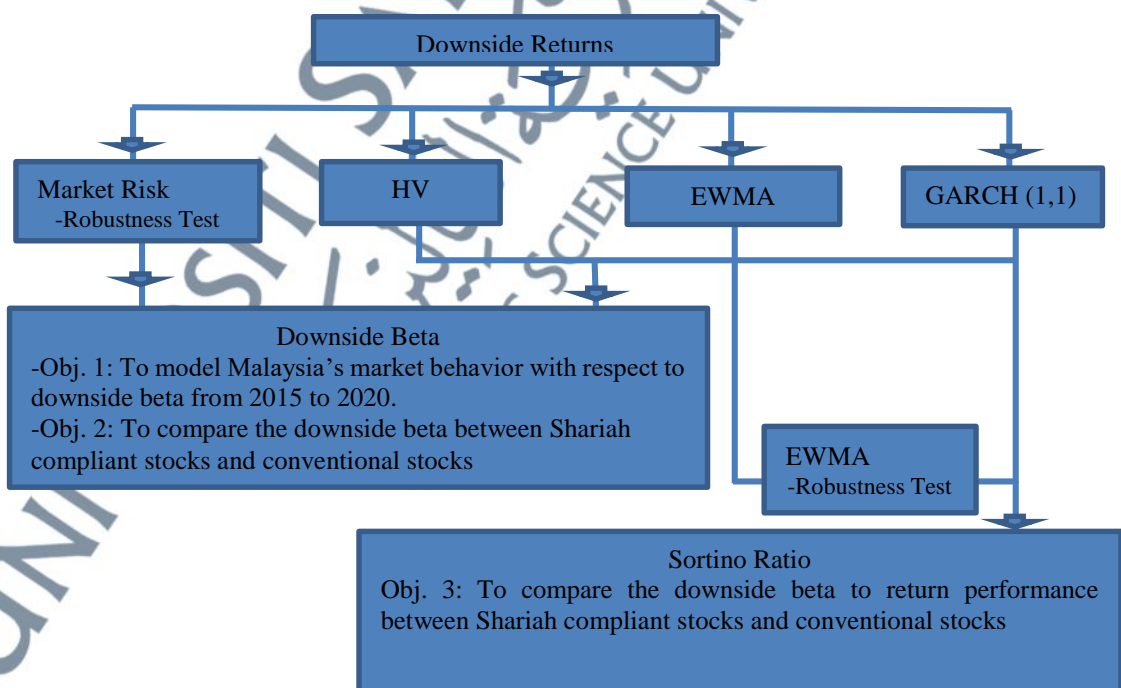 Downside Returns
Market Risk
-Robustness Test
HV
EWMA
GARCH (1,1)
Downside Beta
-Obj. 1: To model Malaysia’s market behavior with respect to
downside beta from 2015 to 2020.
-Obj. 2: To compare the downside beta between Shariah
compliant stocks and conventional stocks
EWMA
-Robustness Test
Sortino Ratio
Obj. 3: To compare the downside beta to return performance
between Shariah compliant stocks and conventional stocks
SCIENCE